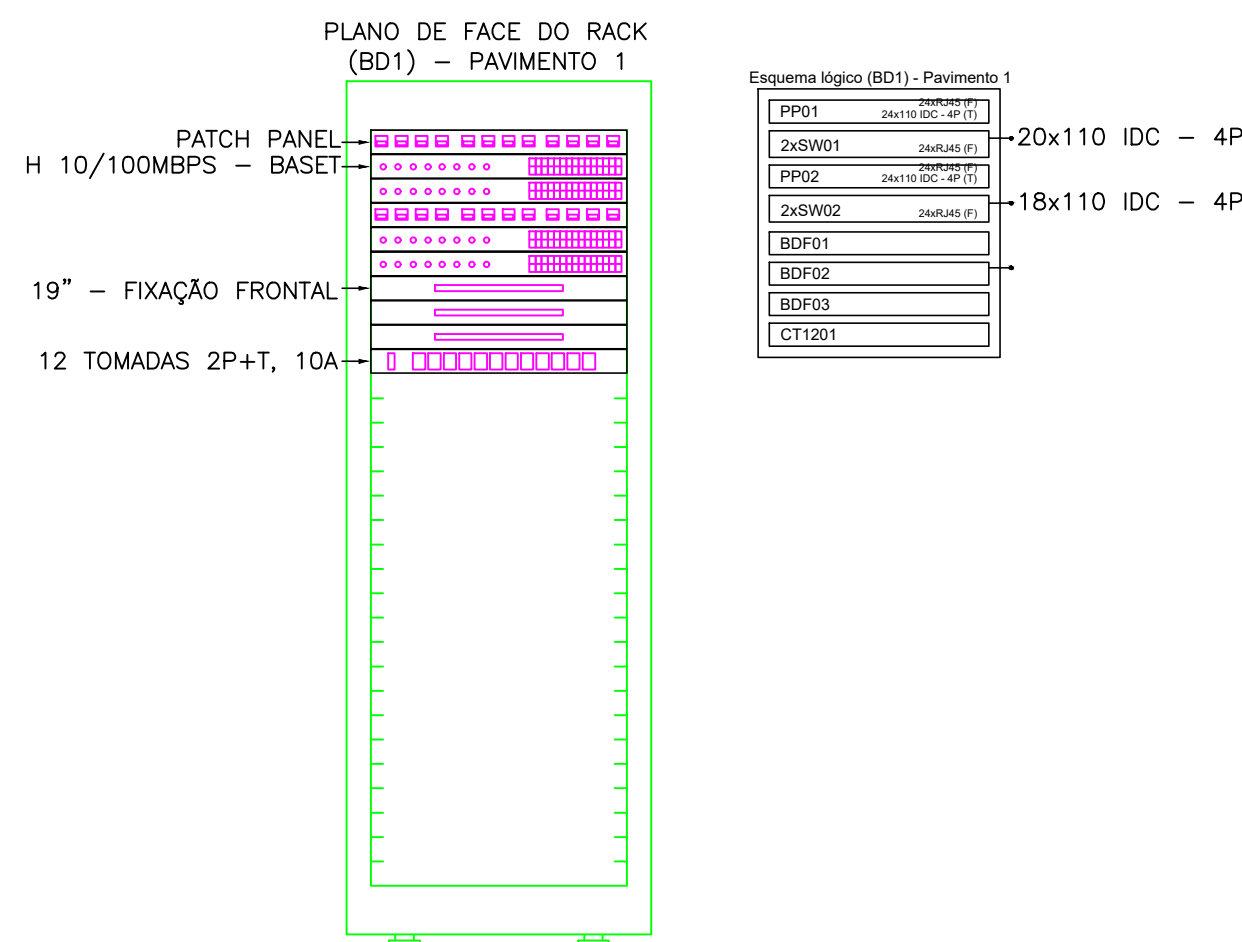 PLANO DE FACE DO RACK
(BD1) – PAVIMENTO 1
PATCH PANEL
H 10/100MBPS – BASET
19” – FIXAÇÃO FRONTAL
12 TOMADAS 2P+T, 10A
Esquema lógico (BD1) - Pavimento 1
PP01
24xRJ45 (F)
24x110 IDC - 4P (T)
2xSW01
24xRJ45 (F)
20x110 IDC – 4P
PP02
24xRJ45 (F)
24x110 IDC - 4P (T)
2xSW02
24xRJ45 (F)
18x110 IDC – 4P
BDF01
BDF02
BDF03
CT1201